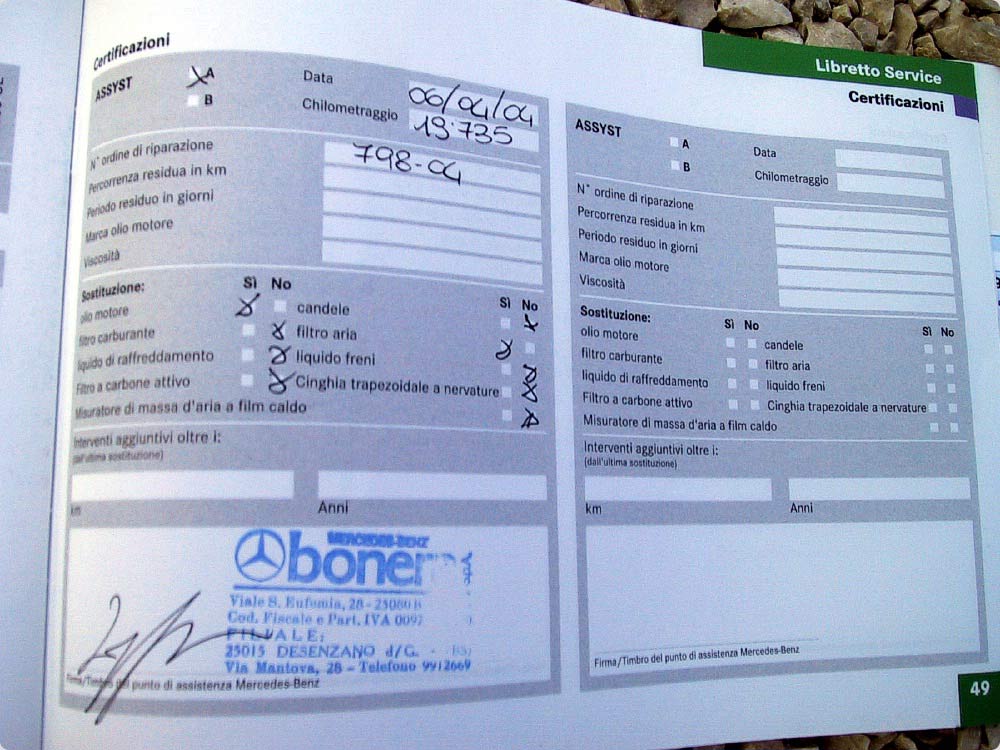 Certificazioni
ASSYST
A
B
Data 06/04/04
Chilometraggio 19.735
N° ordine di riparazione 798-04
Percorrenza residua in km
Periodo residuo in giorni
Marca olio motore
Viscosità
Sostituzione: Sì No Sì No
olio motore candele
filtro carburante filtro aria
liquido di raffreddamento liquido freni
Filtro a carbone attivo Cinghia trapezoidale a nervature
Misuratore di massa d'aria a film caldo
Interventi aggiuntivi oltre i:
(dall'ultima sostituzione)
km Anni
MERCEDES-BENZ
boner
Viale S. Eufemia, 28 - 25080 B
Cod. Fiscale e Part. IVA 0097
FILIALE:
25015 DESENZANO d/G. - BS)
Via Mantova, 28 - Telefono 9912669
Firma/Timbro del punto di assistenza Mercedes-Benz
Libretto Service
Certificazioni
ASSYST
A
B
Data
Chilometraggio
N° ordine di riparazione
Percorrenza residua in km
Periodo residuo in giorni
Marca olio motore
Viscosità
Sostituzione: Sì No Sì No
olio motore candele
filtro carburante filtro aria
liquido di raffreddamento liquido freni
Filtro a carbone attivo Cinghia trapezoidale a nervature
Misuratore di massa d'aria a film caldo
Interventi aggiuntivi oltre i:
(dall'ultima sostituzione)
km Anni
Firma/Timbro del punto di assistenza Mercedes-Benz
49